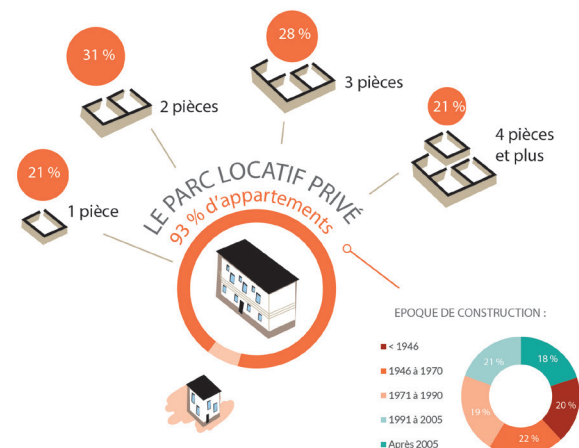 31 %
2 pièces
28 %
3 pièces
21 %
4 pièces
et plus
21 %
1 pièce
LE PARC LOCATIF PRIVÉ
93 % d'appartements
EPOQUE DE CONSTRUCTION :
< 1946
1946 à 1970
1971 à 1990
1991 à 2005
Après 2005
18 %
20 %
22 %
19 %
21 %